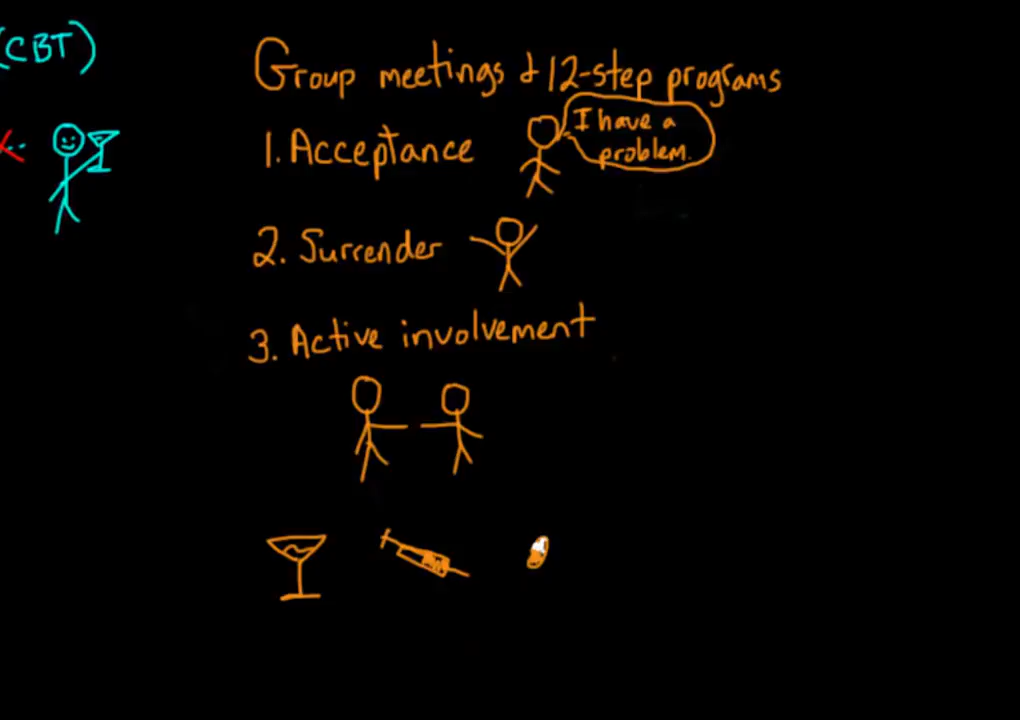 (CBT)
Group meetings & 12-step programs
1. Acceptance
I have a
problem.
2. Surrender
3. Active involvement